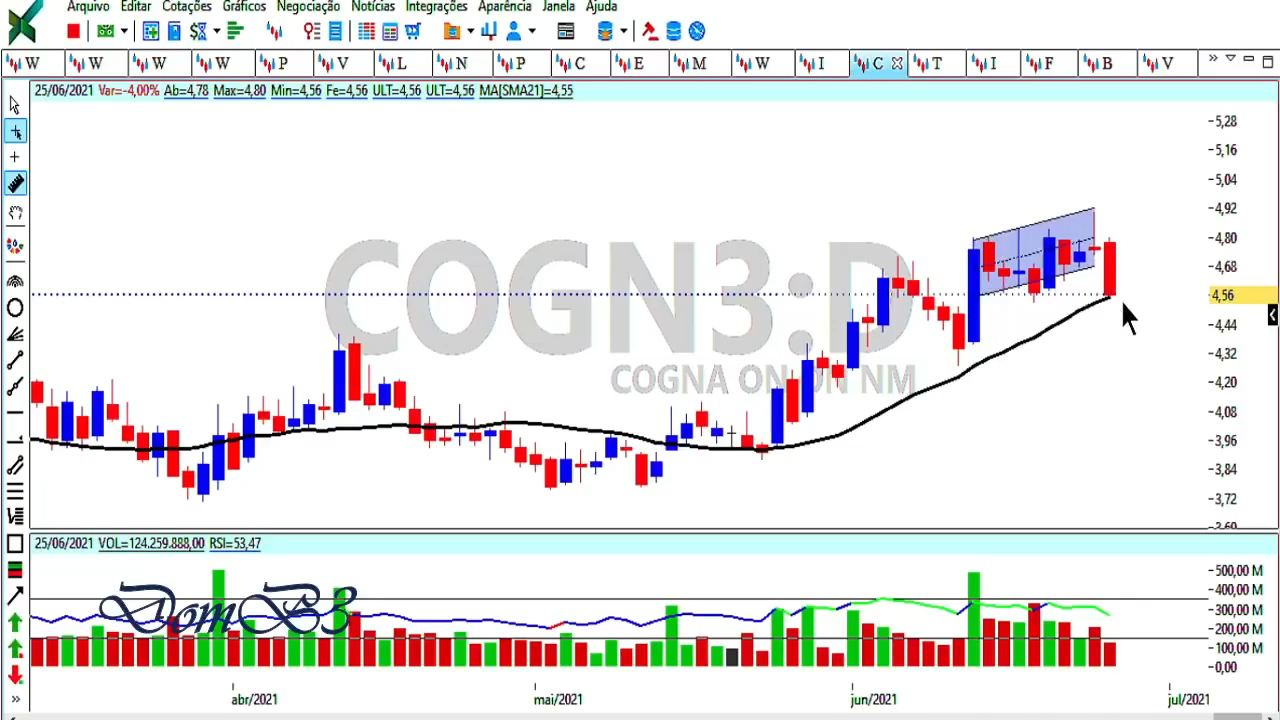 Arquivo Editar Cotações Gráficos Negociação Notícias Integrações Aparência Janela Ajuda
W W W W P V L N P C E M W I C T I F B V
25/06/2021 Var=-4,00% Ab=4,78 Max=4,80 Min=4,56 Fe=4,56 ULT=4,56 ULT=4,56 MA[SMA21]=4,55
COGN3:D
COGNA ON ON NM
5,28
5,16
5,04
4,92
4,80
4,68
4,56
4,44
4,32
4,20
4,08
3,96
3,84
3,72
3,60
25/06/2021 VOL=124.259.888,00 RSI=53,47
DomB3
500,00 M
400,00 M
300,00 M
200,00 M
100,00 M
0,00
abr/2021 mai/2021 jun/2021 jul/2021